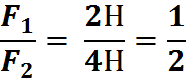 F₁/F₂ = 2H/4H = 1/2